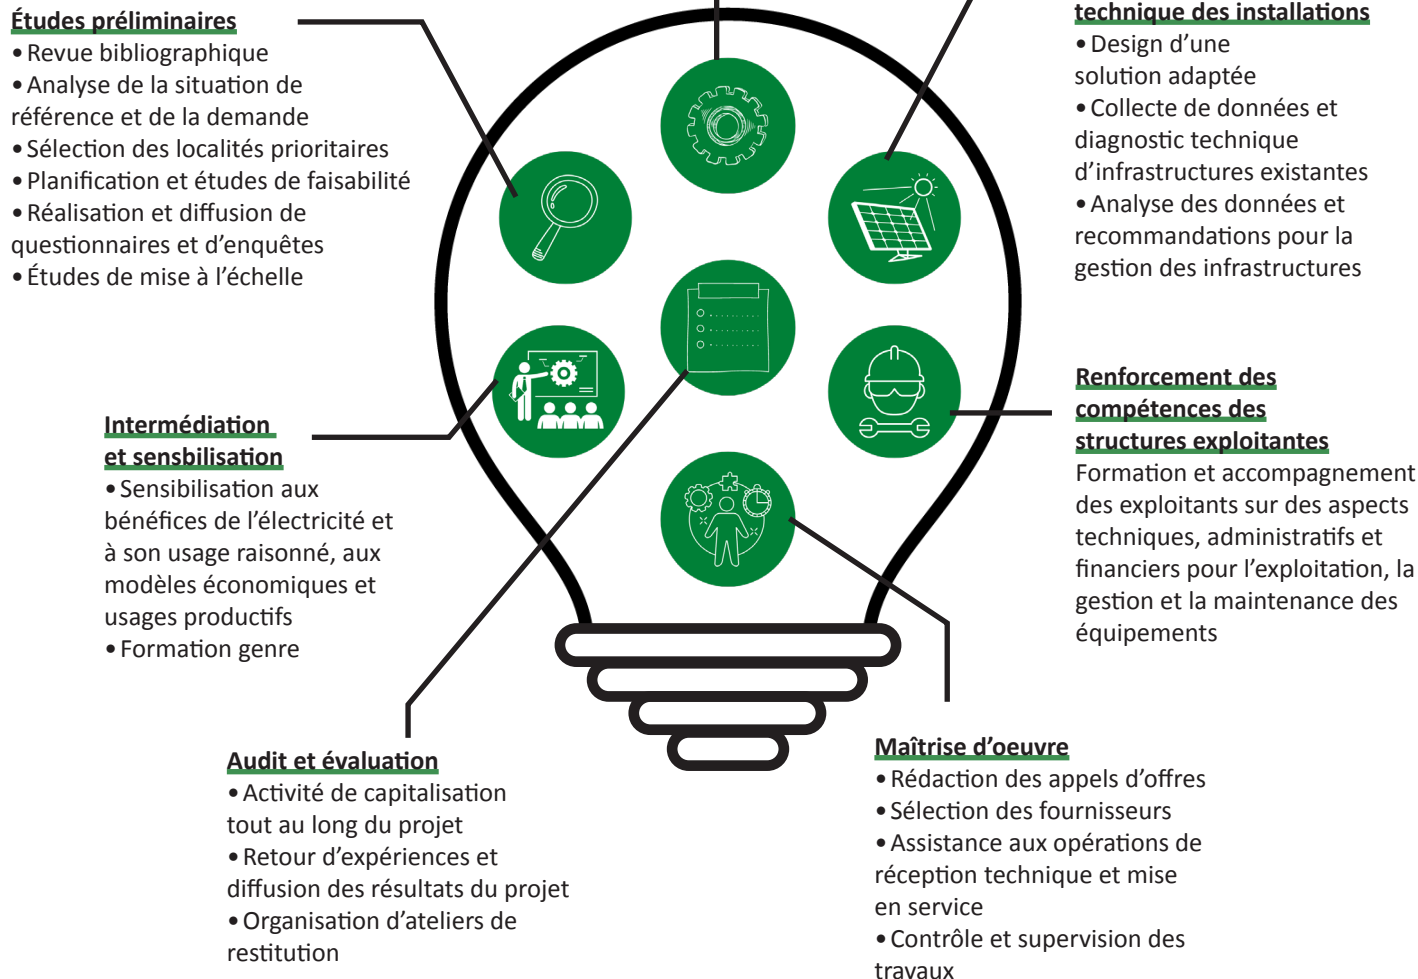 Études préliminaires
• Revue bibliographique
• Analyse de la situation de
référence et de la demande
• Sélection des localités prioritaires
• Planification et études de faisabilité
• Réalisation et diffusion de
questionnaires et d’enquêtes
• Études de mise à l’échelle
technique des installations
• Design d’une
solution adaptée
• Collecte de données et
diagnostic technique
d’infrastructures existantes
• Analyse des données et
recommandations pour la
gestion des infrastructures
Intermédiation
et sensbilisation
• Sensibilisation aux
bénéfices de l’électricité et
à son usage raisonné, aux
modèles économiques et
usages productifs
• Formation genre
Renforcement des
compétences des
structures exploitantes
Formation et accompagnement
des exploitants sur des aspects
techniques, administratifs et
financiers pour l’exploitation, la
gestion et la maintenance des
équipements
Audit et évaluation
• Activité de capitalisation
tout au long du projet
• Retour d’expériences et
diffusion des résultats du projet
• Organisation d’ateliers de
restitution
Maîtrise d’oeuvre
• Rédaction des appels d’offres
• Sélection des fournisseurs
• Assistance aux opérations de
réception technique et mise
en service
• Contrôle et supervision des
travaux